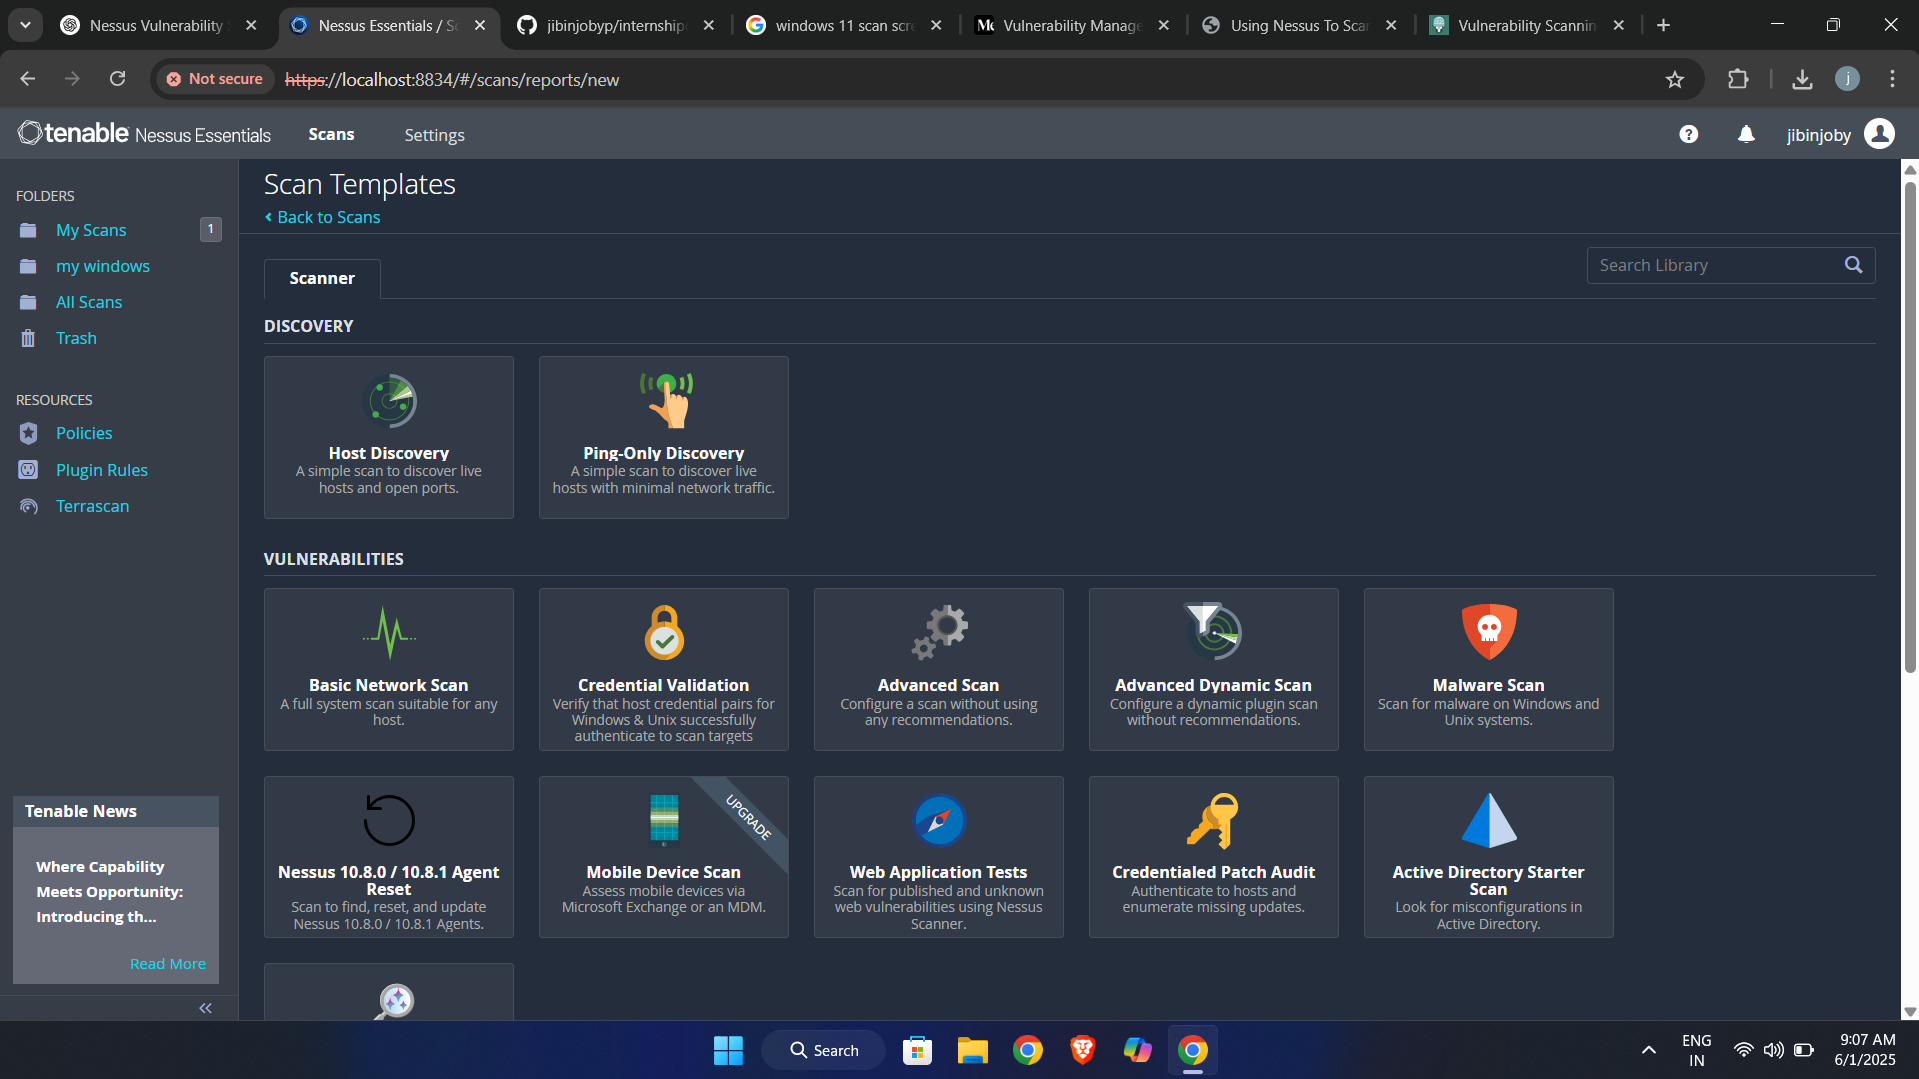 Nessus Vulnerability
Nessus Essentials / Sc
jibinjobyp/internship
windows 11 scan scre
Me Vulnerability Manage
Using Nessus To Scan
Vulnerability Scannin
Not secure
https://localhost:8834/#/scans/reports/new
j
tenable Nessus Essentials
Scans
Settings
?
jibinjoby
FOLDERS
My Scans
1
my windows
All Scans
Trash
RESOURCES
Policies
Plugin Rules
Terrascan
Tenable News
Where Capability
Meets Opportunity:
Introducing th...
Read More
Scan Templates
Back to Scans
Scanner
Search Library
DISCOVERY
Host Discovery
A simple scan to discover live
hosts and open ports.
Ping-Only Discovery
A simple scan to discover live
hosts with minimal network traffic.
VULNERABILITIES
Basic Network Scan
A full system scan suitable for any
host.
Credential Validation
Verify that host credential pairs for
Windows & Unix successfully
authenticate to scan targets
Advanced Scan
Configure a scan without using
any recommendations.
Advanced Dynamic Scan
Configure a dynamic plugin scan
without recommendations.
Malware Scan
Scan for malware on Windows and
Unix systems.
Nessus 10.8.0 / 10.8.1 Agent
Reset
Scan to find, reset, and update
Nessus 10.8.0 / 10.8.1 Agents.
UPGRADE
Mobile Device Scan
Assess mobile devices via
Microsoft Exchange or an MDM.
Web Application Tests
Scan for published and unknown
web vulnerabilities using Nessus
Scanner.
Credentialed Patch Audit
Authenticate to hosts and
enumerate missing updates.
Active Directory Starter
Scan
Look for misconfigurations in
Active Directory.
Search
ENG
IN
9:07 AM
6/1/2025